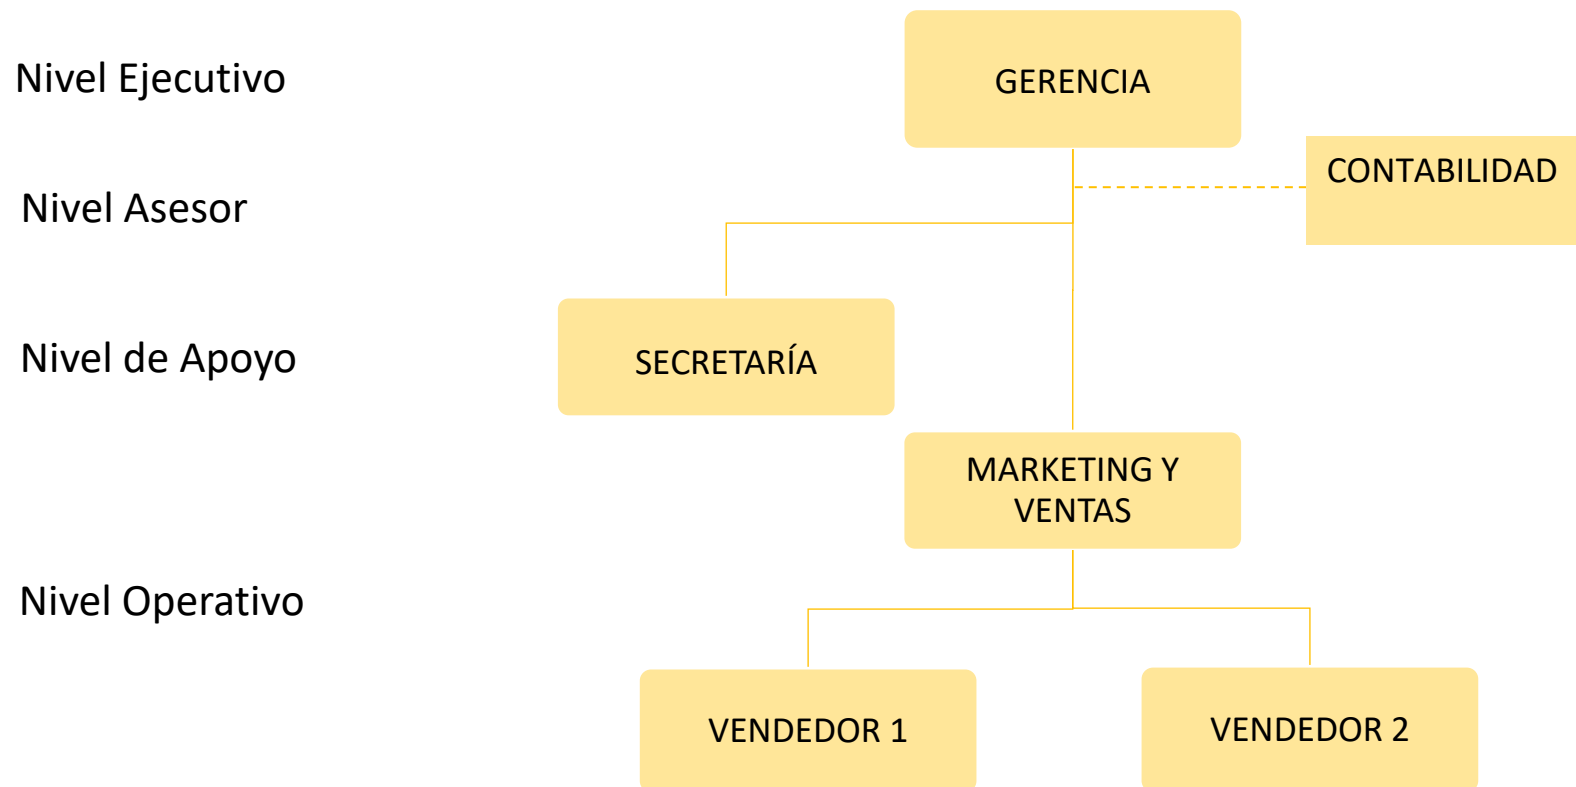 Nivel Ejecutivo
GERENCIA
CONTABILIDAD
Nivel Asesor
Nivel de Apoyo
SECRETARÍA
MARKETING Y
VENTAS
Nivel Operativo
VENDEDOR 1
VENDEDOR 2